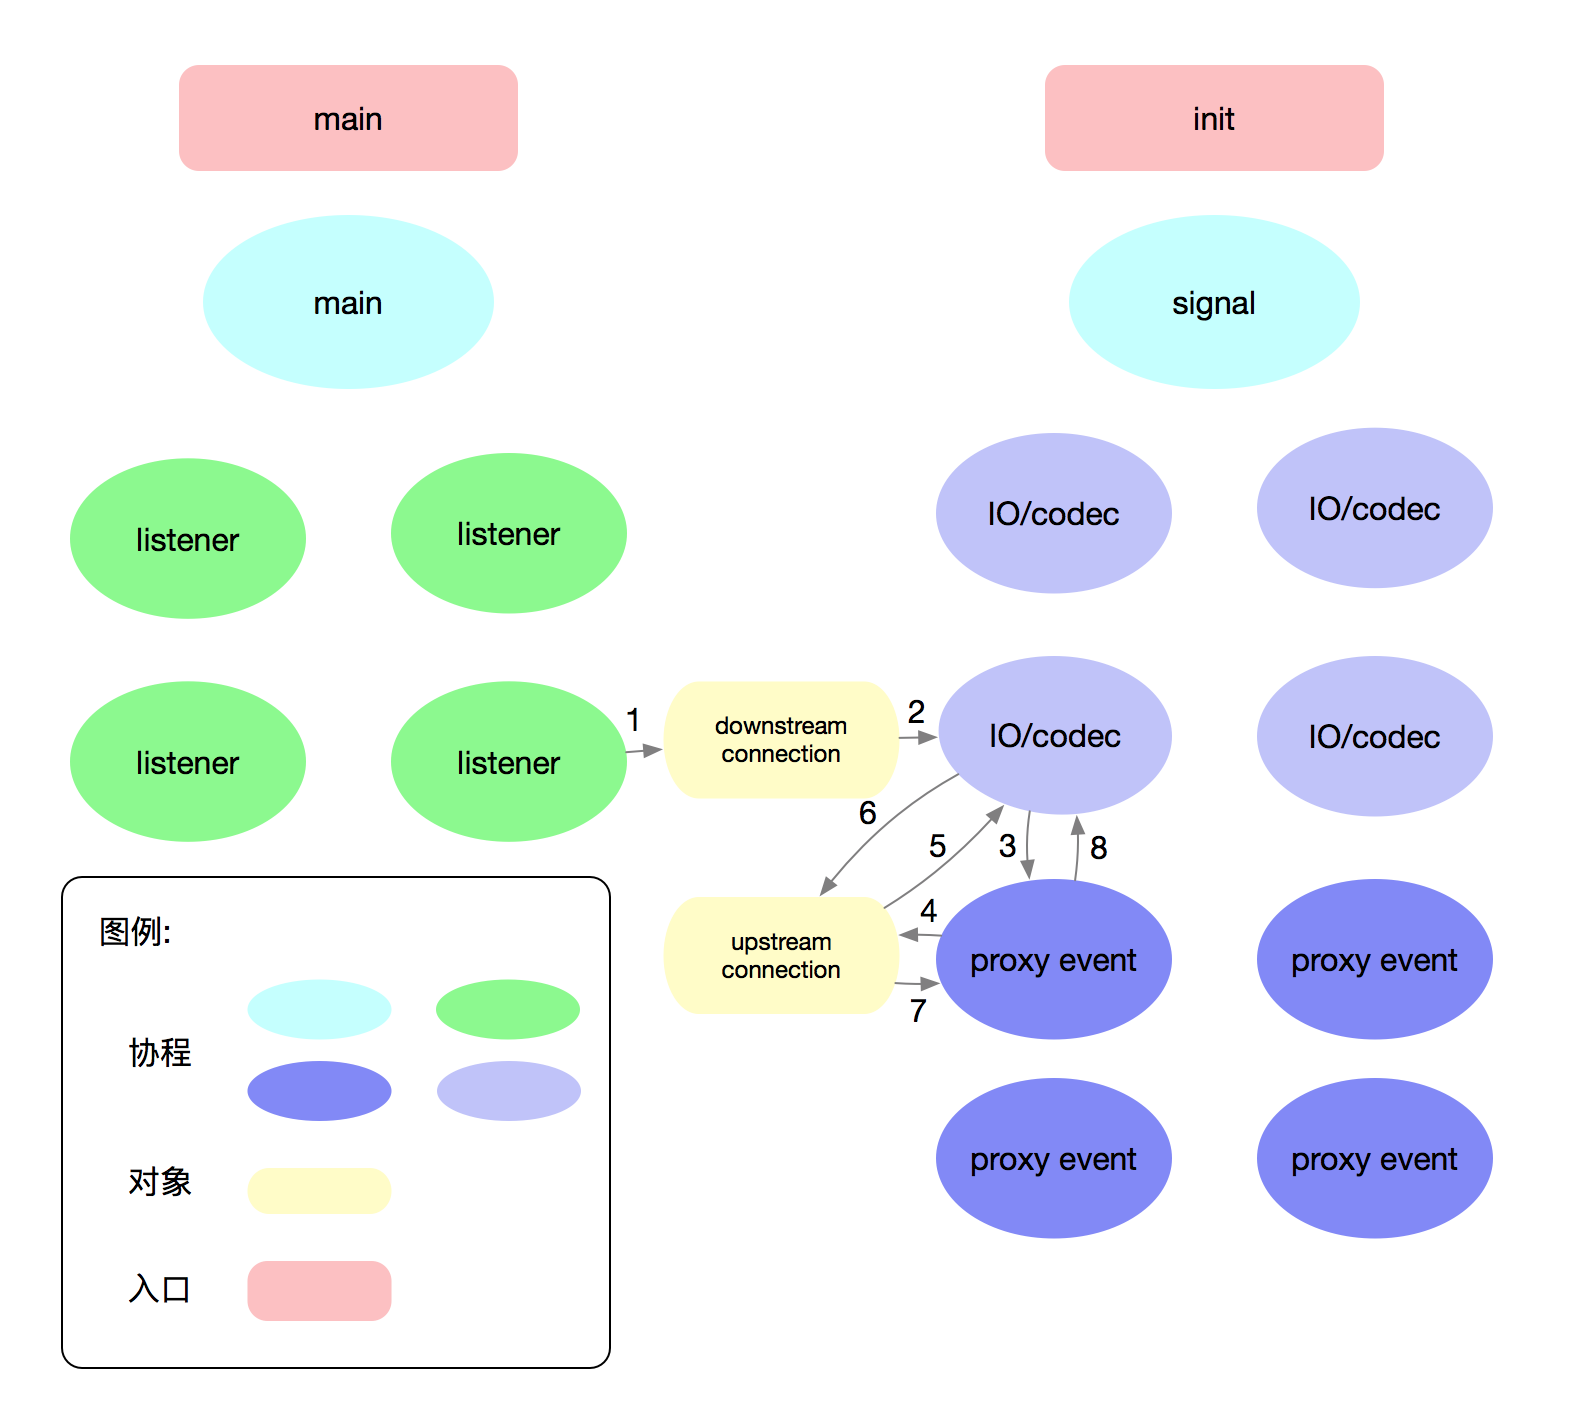 main
init
main
signal
listener
listener
IO/codec
IO/codec
listener
listener
1
downstream
connection
2
IO/codec
IO/codec
6
5
3
8
4
upstream
connection
7
proxy event
proxy event
proxy event
proxy event
图例:
协程
对象
入口